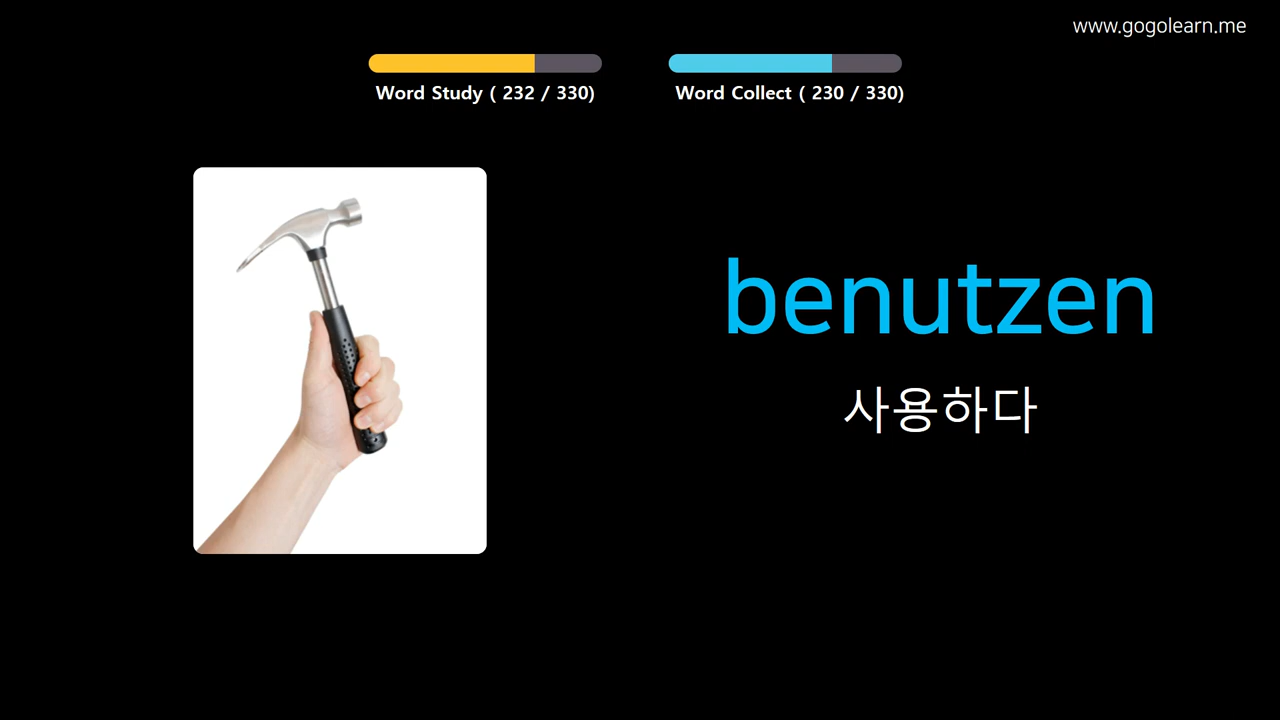 www.gogolearn.me
Word Study ( 232 / 330)
Word Collect ( 230 / 330)
benutzen
사용하다